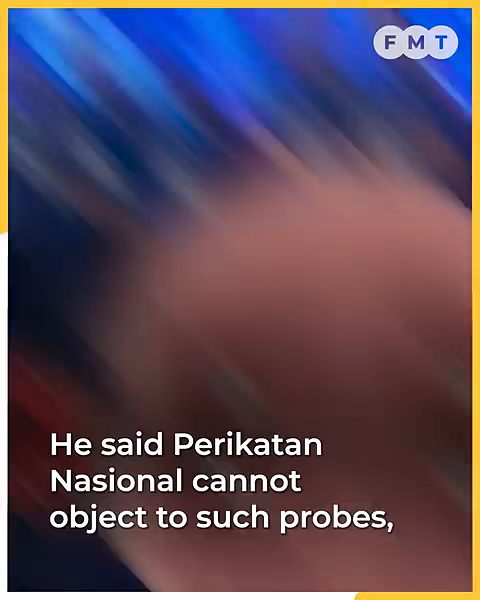 FMT
He said Perikatan
Nasional cannot
object to such probes,